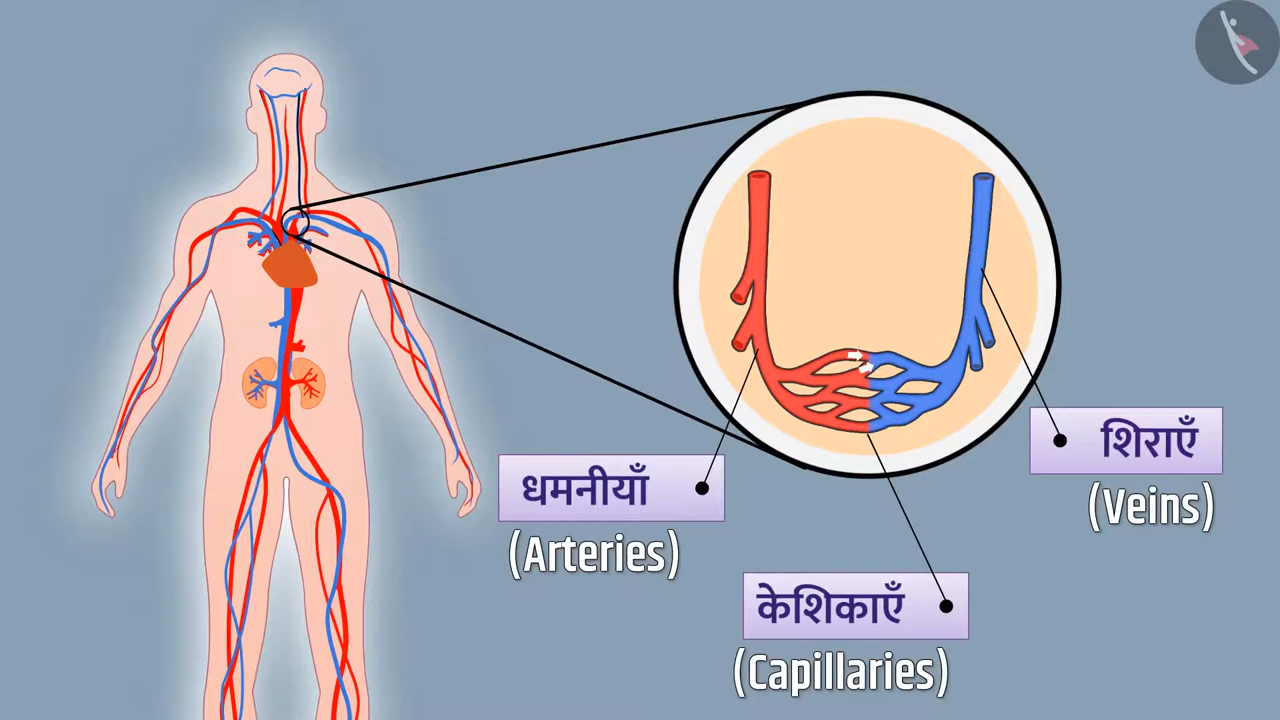 शिराएँ
(Veins)
धमनीयाँ
(Arteries)
केशिकाएँ
(Capillaries)